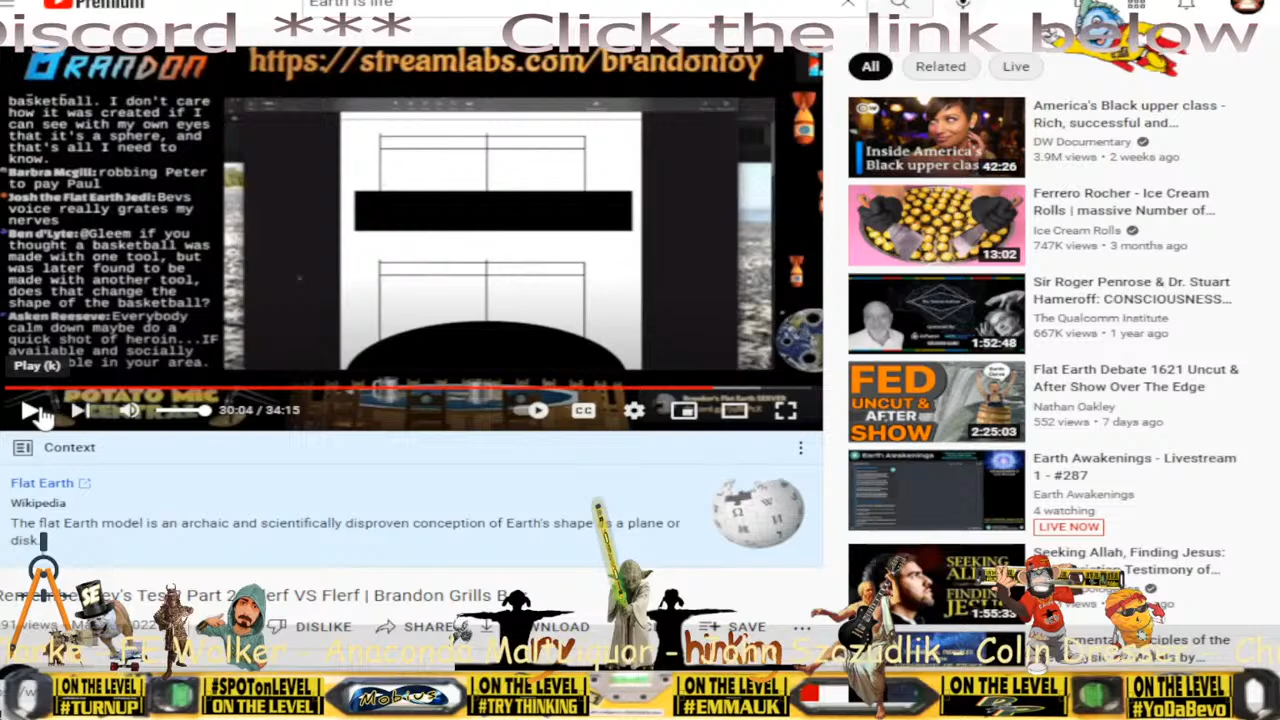 Premium
Earth is life
Discord *** Click the link below
BRANDON
https://streamlabs.com/brandontoy
basketball. I don't care
how it was created if I
can see with my own eyes
that it's a sphere, and
that's all I need to
know.
Barbra Mcgill: robbing Peter
to pay Paul
Josh the Flat Earth Jedi: Bevs
voice really grates my
nerves
Ben d'Lyte: @Gleem if you
thought a basketball was
made with one tool, but
was later found to be
made with another tool,
does that change the
shape of the basketball?
Asken Reeseve: Everybody
calm down maybe do a
quick shot of heroin...IF
available and socially
ble in your area.
Play (k)
POTATO MIC
30:04 / 34:15
CC
Context
Flat Earth
Wikipedia
The flat Earth model is an archaic and scientifically disproven conception of Earth's shape as a plane or
disk.
Part 2
VS Flerf | Brandon Grills B
2022
DISLIKE
SHARE
SAVE
All
Related
Live
Inside America's
Black upper clas
42:26
America's Black upper class -
Rich, successful and...
DW Documentary
3.9M views • 2 weeks ago
13:02
Ferrero Rocher - Ice Cream
Rolls | massive Number of...
Ice Cream Rolls
747K views • 3 months ago
1:52:48
Sir Roger Penrose & Dr. Stuart
Hameroff: CONSCIOUSNESS...
The Qualcomm Institute
667K views • 1 year ago
FED
UNCUT &
AFTER
SHOW
2:25:03
Flat Earth Debate 1621 Uncut &
After Show Over The Edge
Nathan Oakley
552 views • 7 days ago
Earth Awakenings
Earth Awakenings - Livestream
1 - #287
Earth Awakenings
4 watching
LIVE NOW
SEEKING
ALLAH,
FINDING
JESUS
1:55:33
Seeking Allah, Finding Jesus:
Testimony of...
FE Wolker - Anaconda Maltliquor - John Szczudlik - Colin
ON THE LEVEL
#TURNUP
#SPOTonLEVEL
ON THE LEVEL
Mobius
ON THE LEVEL
#TRY THINKING
ON THE LEVEL
#EMMAUK
ON THE LEVEL
ON THE LEVEL
#YoDaBevo